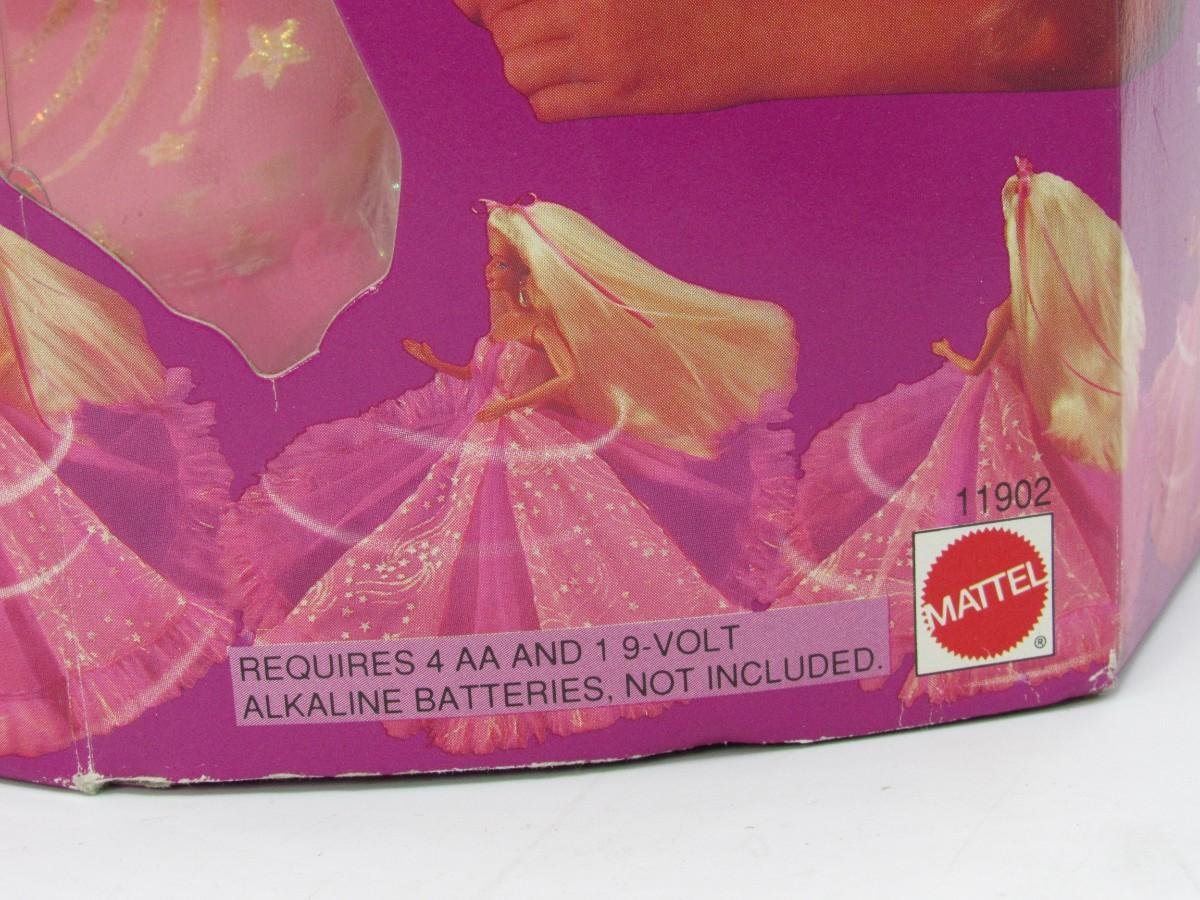 11902
MATTEL
®
REQUIRES 4 AA AND 1 9-VOLT
ALKALINE BATTERIES, NOT INCLUDED.